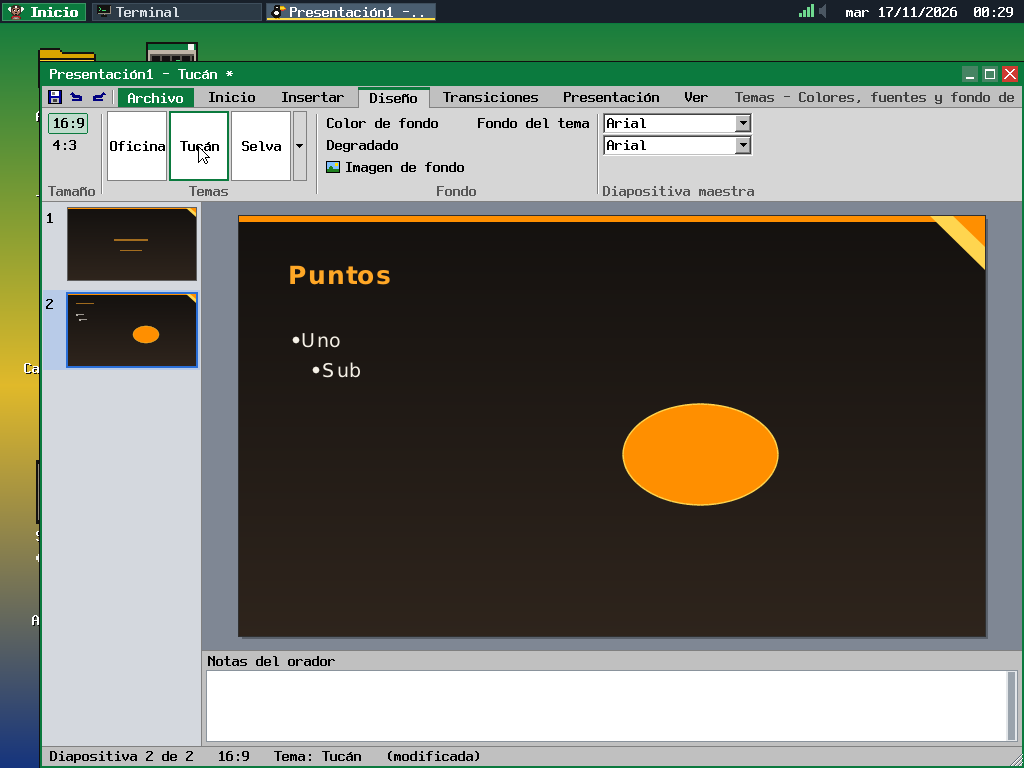 Inicio
Terminal
Presentación1 -..
mar 17/11/2026 00:29
Presentación1 - Tucán *
Archivo Inicio Insertar Diseño Transiciones Presentación Ver Temas - Colores, fuentes y fondo de
16:9
4:3
Tamaño
Oficina Tucán Selva
Temas
Color de fondo Fondo del tema
Degradado
Imagen de fondo
Fondo
Arial
Arial
Diapositiva maestra
1
2
Puntos
•Uno
•Sub
Notas del orador
Diapositiva 2 de 2 16:9 Tema: Tucán (modificada)